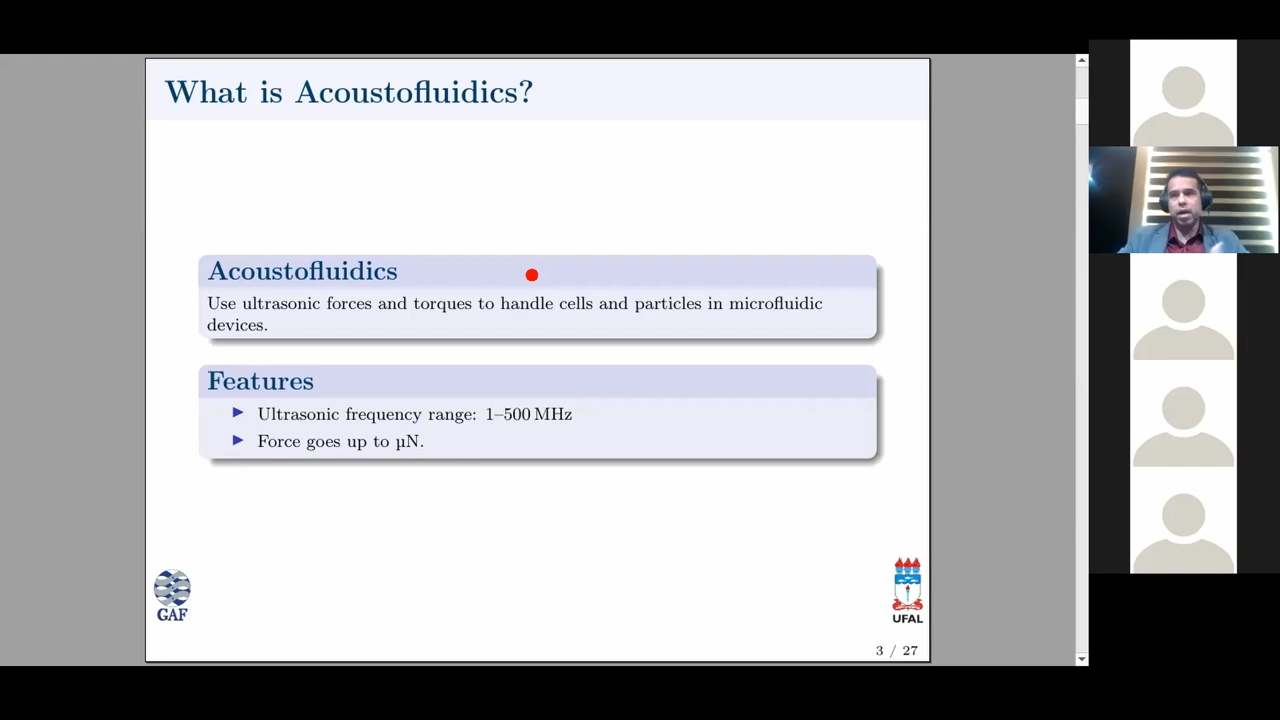 What is Acoustofluidics?
Acoustofluidics
Use ultrasonic forces and torques to handle cells and particles in microfluidic
devices.
Features
Ultrasonic frequency range: 1–500 MHz
Force goes up to µN.
GAF
UFAL
3 / 27